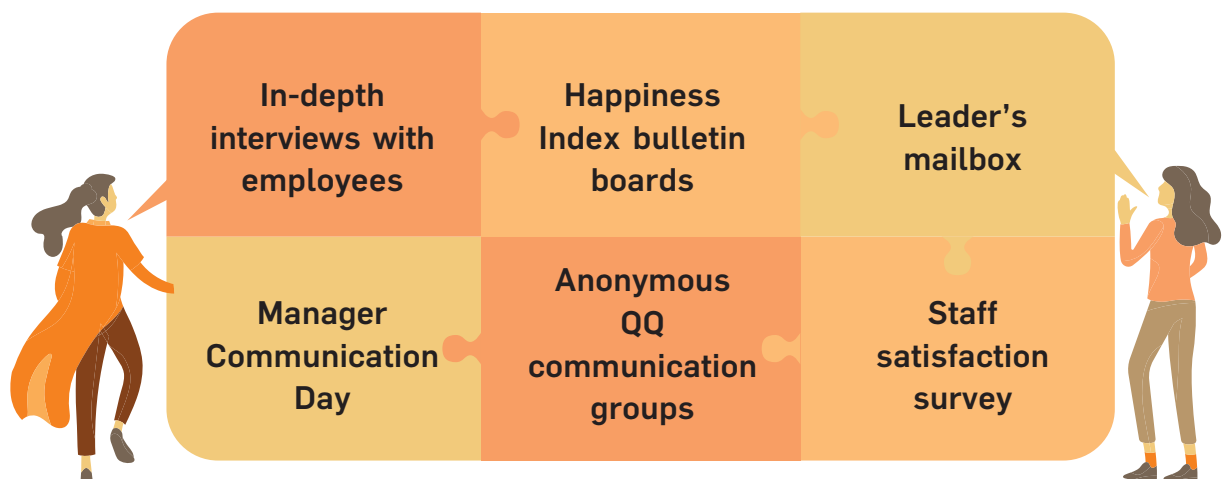 In-depth
interviews with
employees
Happiness
Index bulletin
boards
Leader's
mailbox
Manager
Communication
Day
Anonymous
QQ
communication
groups
Staff
satisfaction
survey